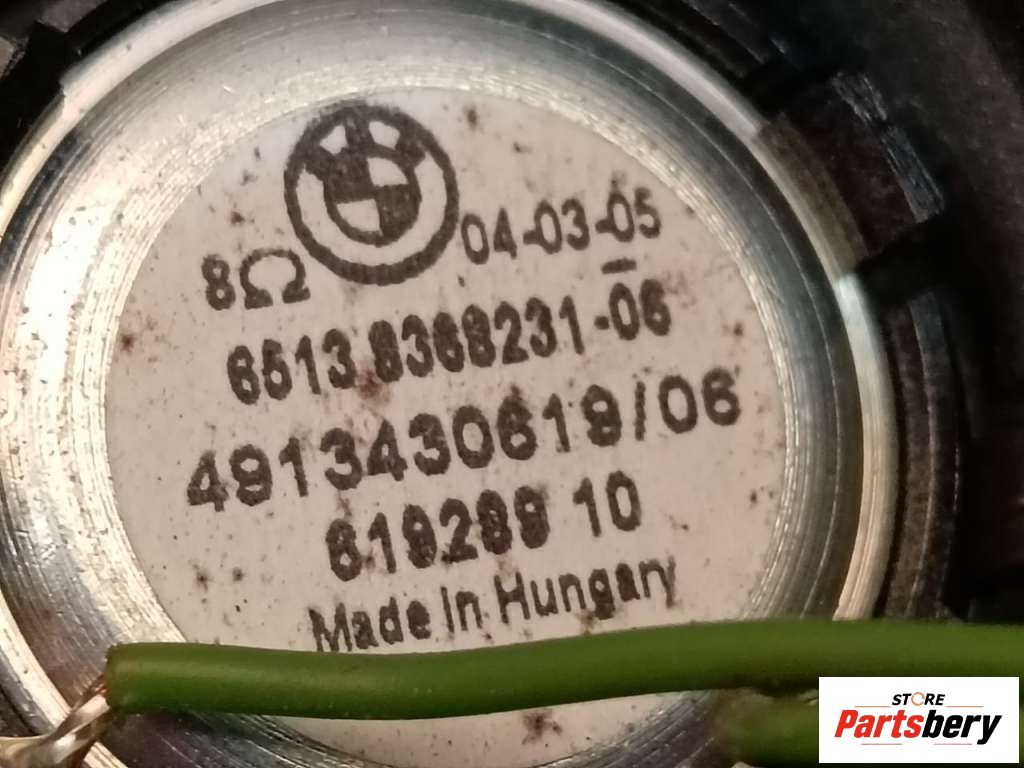 8Ω 04-03-05
6513 8368231-06
4913430619/06
619289 10
Made in Hungary
STORE
Partsbery